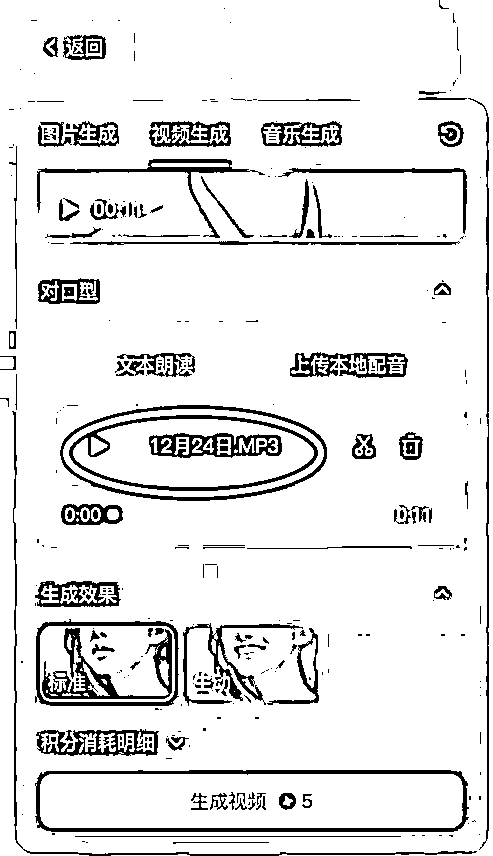 返回
图片生成 视频生成 音乐生成
00:11
对口型
文本朗读 上传本地配音
12月24日.MP3
0:00 0:11
生成效果
标准 生动
积分消耗明细
生成视频 5